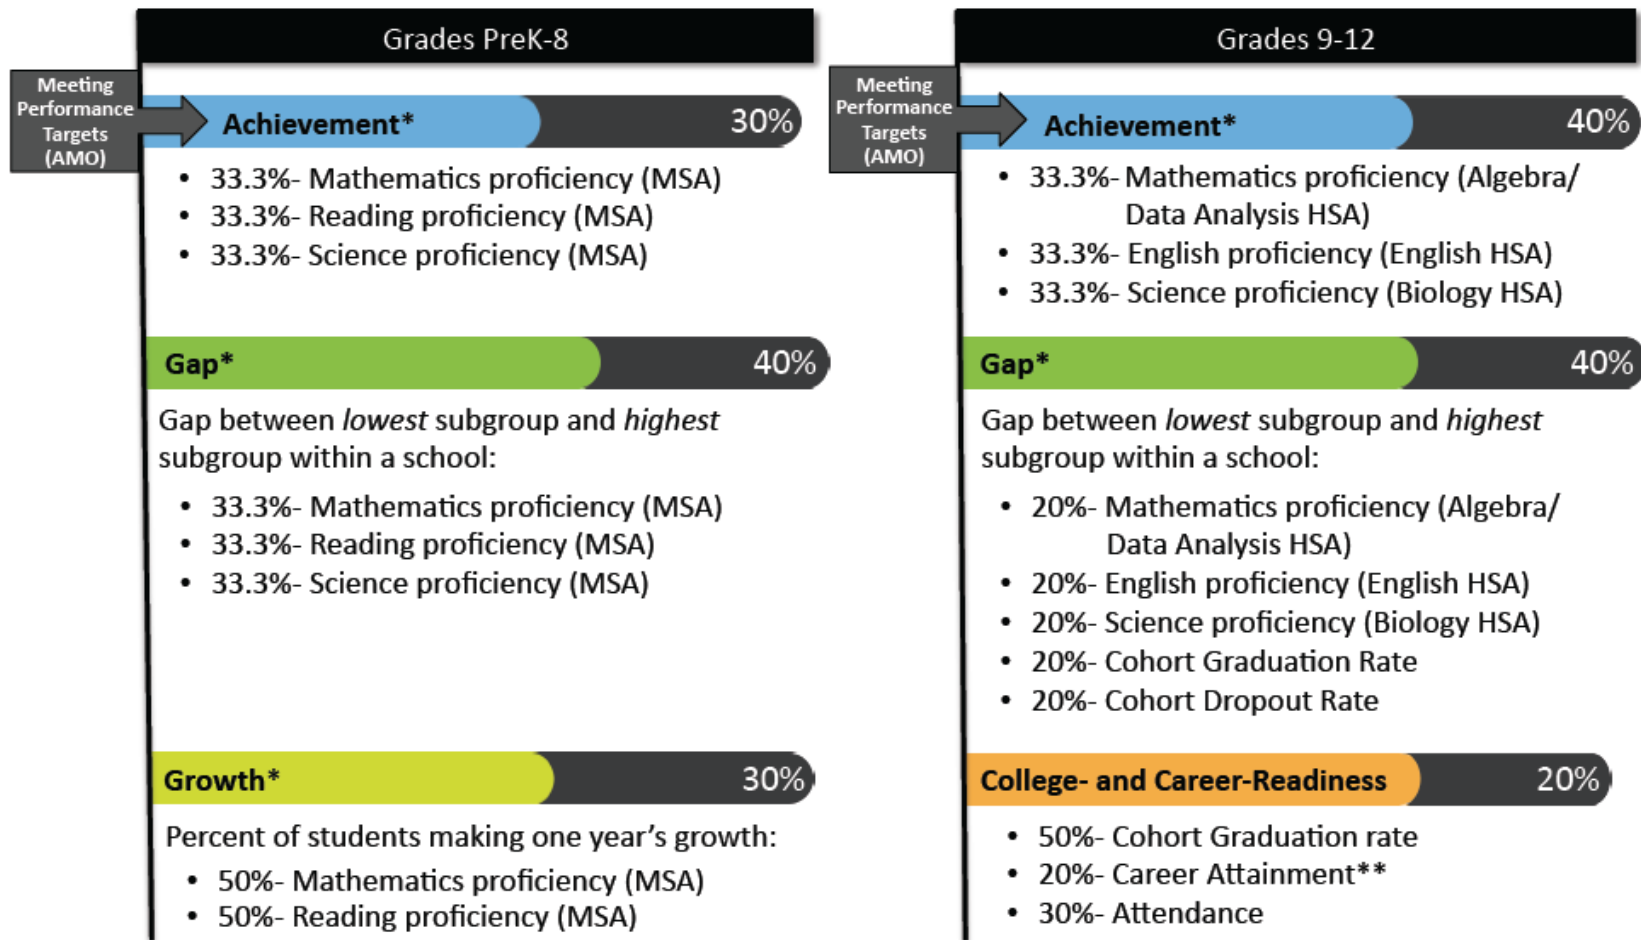 Grades PreK-8
Meeting
Performance
Targets
(AMO)
Achievement*
30%
• 33.3%- Mathematics proficiency (MSA)
• 33.3%- Reading proficiency (MSA)
• 33.3%- Science proficiency (MSA)
Gap*
40%
Gap between lowest subgroup and highest
subgroup within a school:
• 33.3%- Mathematics proficiency (MSA)
• 33.3%- Reading proficiency (MSA)
• 33.3%- Science proficiency (MSA)
Growth*
30%
Percent of students making one year's growth:
• 50%- Mathematics proficiency (MSA)
• 50%- Reading proficiency (MSA)
Grades 9-12
Meeting
Performance
Targets
(AMO)
Achievement*
40%
• 33.3%- Mathematics proficiency (Algebra/
Data Analysis HSA)
• 33.3%- English proficiency (English HSA)
• 33.3%- Science proficiency (Biology HSA)
Gap*
40%
Gap between lowest subgroup and highest
subgroup within a school:
• 20%- Mathematics proficiency (Algebra/
Data Analysis HSA)
• 20%- English proficiency (English HSA)
• 20%- Science proficiency (Biology HSA)
• 20%- Cohort Graduation Rate
• 20%- Cohort Dropout Rate
College- and Career-Readiness
20%
• 50%- Cohort Graduation rate
• 20%- Career Attainment**
• 30%- Attendance